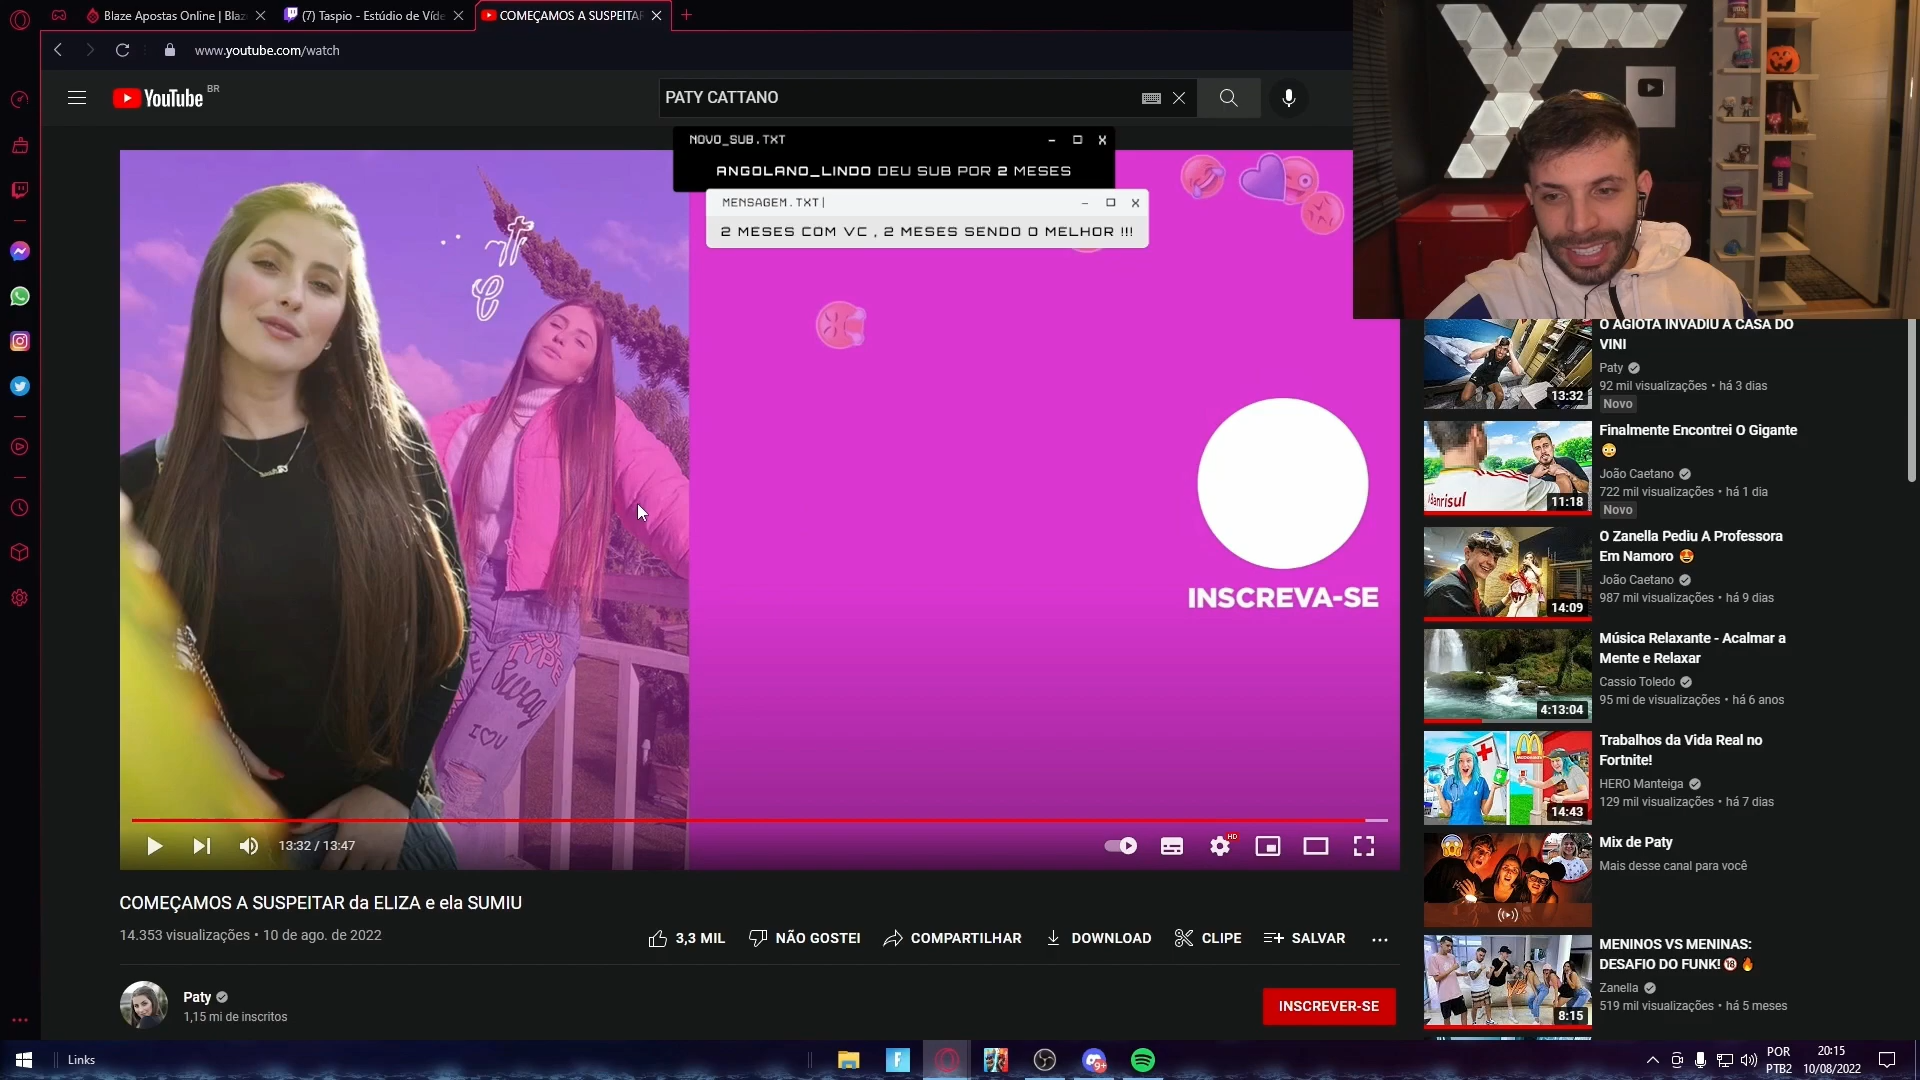 Blaze Apostas Online | Blaz
(7) Taspio - Estúdio de Víde
COMEÇAMOS A SUSPEITAR
www.youtube.com/watch
YouTube
BR
PATY CATTANO
NOVO_SUB.TXT
ANGOLANO_LINDO DEU SUB POR 2 MESES
MENSAGEM.TXT|
2 MESES COM VC , 2 MESES SENDO O MELHOR !!!
INSCREVA-SE
13:32 / 13:47
HD
COMEÇAMOS A SUSPEITAR da ELIZA e ela SUMIU
14.353 visualizações • 10 de ago. de 2022
3,3 MIL
NÃO GOSTEI
COMPARTILHAR
DOWNLOAD
CLIPE
SALVAR
Paty
1,15 mi de inscritos
INSCREVER-SE
O AGIOTA INVADIU A CASA DO
VINI
Paty
92 mil visualizações • há 3 dias
Novo
13:32
Finalmente Encontrei O Gigante
João Caetano
722 mil visualizações • há 1 dia
Novo
Banrisul
11:18
O Zanella Pediu A Professora
Em Namoro
João Caetano
987 mil visualizações • há 9 dias
14:09
Música Relaxante - Acalmar a
Mente e Relaxar
Cassio Toledo
95 mi de visualizações • há 6 anos
4:13:04
Trabalhos da Vida Real no
Fortnite!
HERO Manteiga
129 mil visualizações • há 7 dias
14:43
Mix de Paty
Mais desse canal para você
MENINOS VS MENINAS:
DESAFIO DO FUNK!
Zanella
519 mil visualizações • há 5 meses
8:15
Links
POR
PTB2
20:15
10/08/2022